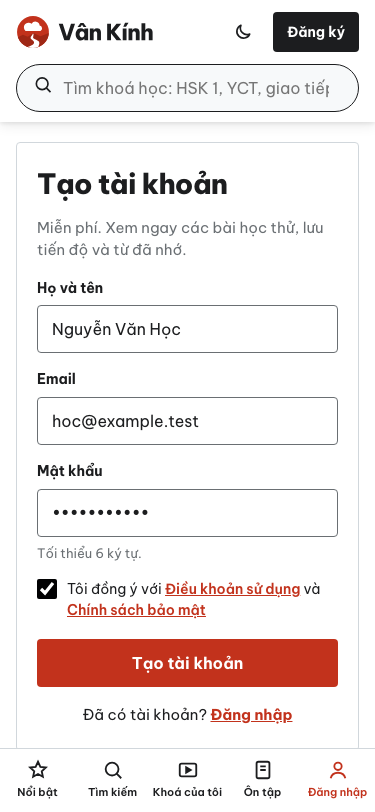 Vân Kính
Đăng ký
Tìm khoá học: HSK 1, YCT, giao tiếp
Tạo tài khoản
Miễn phí. Xem ngay các bài học thử, lưu
tiến độ và từ đã nhớ.
Họ và tên
Nguyễn Văn Học
Email
hoc@example.test
Mật khẩu
•••••••••••
Tối thiểu 6 ký tự.
Tôi đồng ý với Điều khoản sử dụng và
Chính sách bảo mật
Tạo tài khoản
Đã có tài khoản? Đăng nhập
Nổi bật
Tìm kiếm
Khoá của tôi
Ôn tập
Đăng nhập